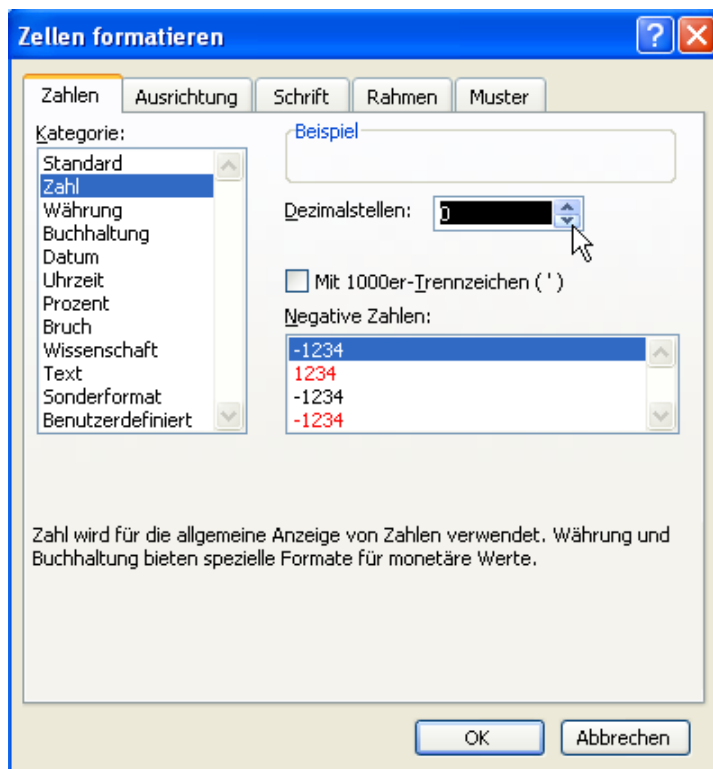 Zellen formatieren
Zahlen Ausrichtung Schrift Rahmen Muster
Kategorie:
Standard
Zahl
Währung
Buchhaltung
Datum
Uhrzeit
Prozent
Bruch
Wissenschaft
Text
Sonderformat
Benutzerdefiniert
Beispiel
Dezimalstellen: 0
Mit 1000er-Trennzeichen (')
Negative Zahlen:
-1234
1234
-1234
-1234
Zahl wird für die allgemeine Anzeige von Zahlen verwendet. Währung und
Buchhaltung bieten spezielle Formate für monetäre Werte.
OK Abbrechen